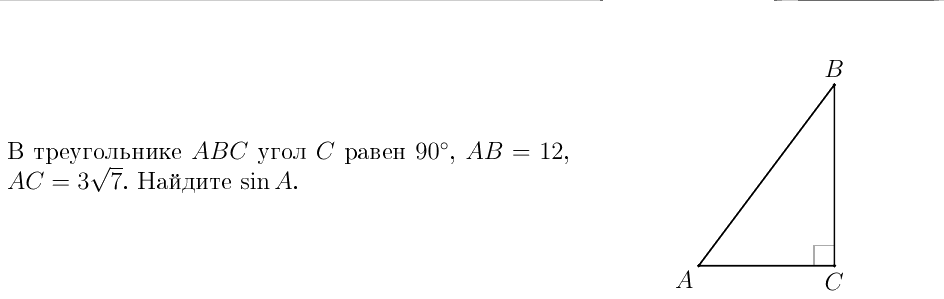 B
В треугольнике ABC угол C равен 90°, AB = 12,
AC = 3√7. Найдите sin A.
A
C